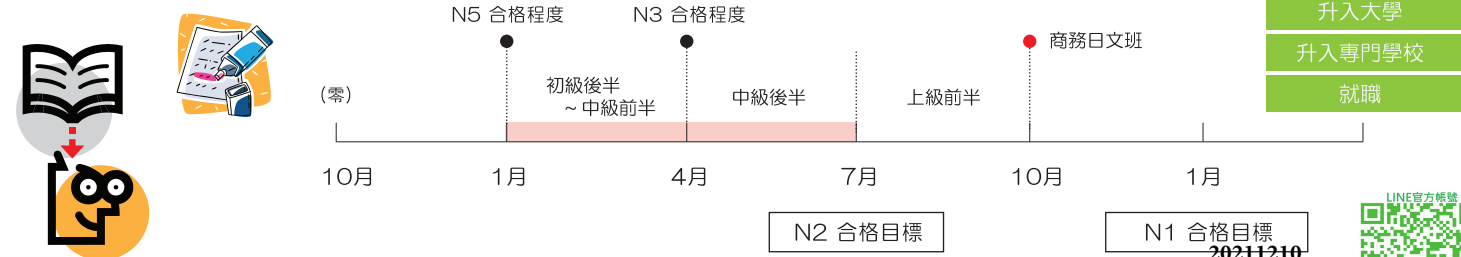 N5 合格程度
N3 合格程度
升入大學
商務日文班
升入專門學校
(零)
初級後半
~ 中級前半
中級後半
上級前半
就職
10月
1月
4月
7月
10月
1月
LINE官方帳號
N2 合格目標
N1 合格目標
20211210